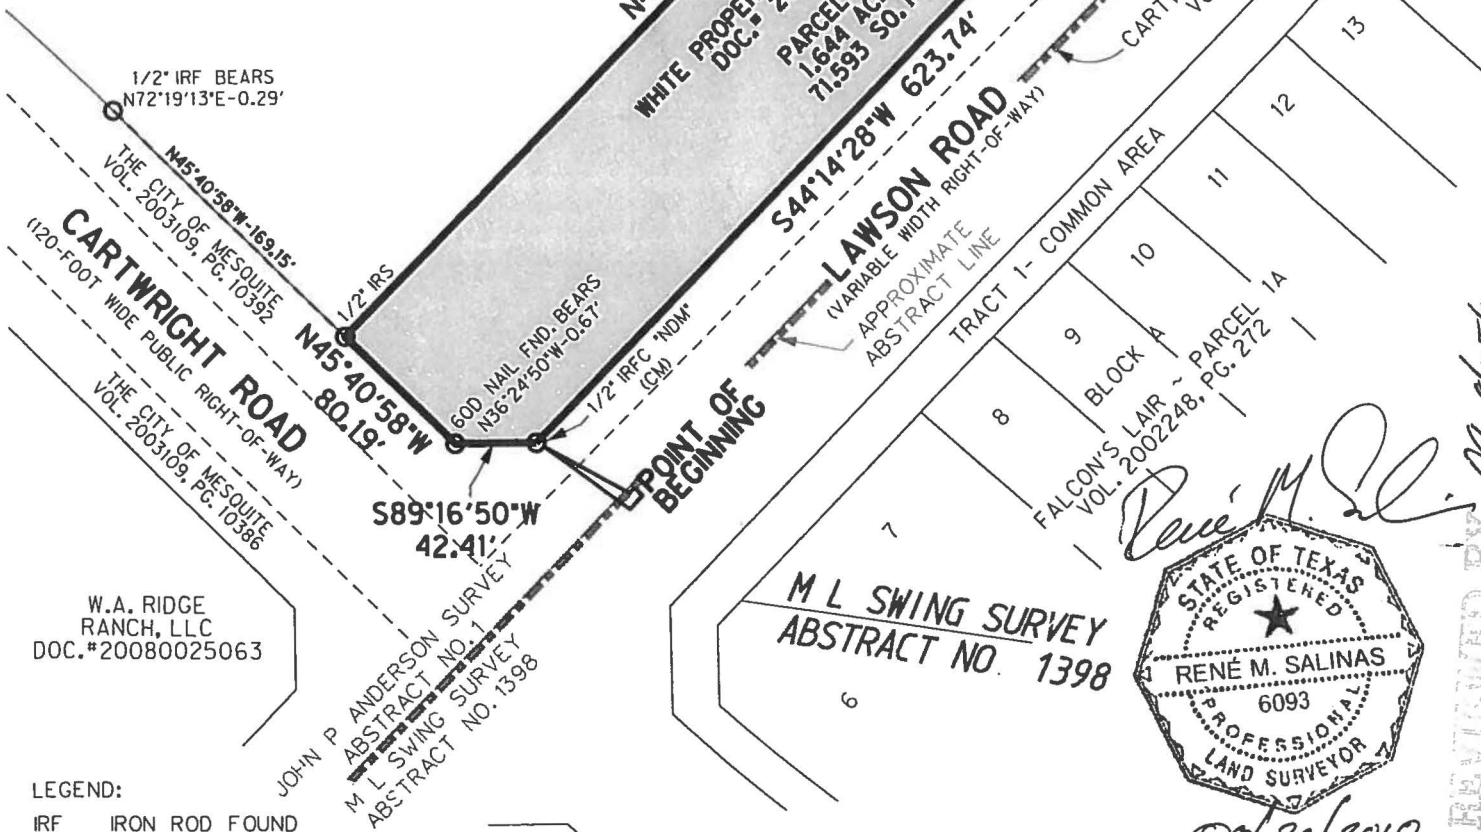 1/2" IRF BEARS
N72°19'13"E-0.29'
N45°40'58"W-169.15'
THE CITY OF MESQUITE
VOL. 2003109, PG. 10392
CARTWRIGHT ROAD
(120-FOOT WIDE PUBLIC RIGHT-OF-WAY)
THE CITY OF MESQUITE
VOL. 2003109, PG. 10386
1/2" IRS
N45°40'58"W
80.19'
60D NAIL FND. BEARS
N36°24'50"W-0.67'
1/2" IRFC "NDM"
(CM)
S89°16'50"W
42.41'
POINT OF
BEGINNING
WHITE PROPER
DOC.#
PARCEL
1.644 AC
71,593 SQ.
S44°14'28"W 623.74'
LAWSON ROAD
(VARIABLE WIDTH RIGHT-OF-WAY)
APPROXIMATE
ABSTRACT LINE
CART
TRACT 1- COMMON AREA
13
12
11
10
9
8
7
6
BLOCK A
FALCON'S LAIR ~ PARCEL 1A
VOL. 2002248, PG. 272
M L SWING SURVEY
ABSTRACT NO. 1398
JOHN P ANDERSON SURVEY
ABSTRACT NO. 1
M L SWING SURVEY
ABSTRACT NO. 1398
W.A. RIDGE
RANCH, LLC
DOC.#20080025063
René M. Salinas
STATE OF TEXAS
REGISTERED
RENÉ M. SALINAS
6093
PROFESSIONAL
LAND SURVEYOR
LEGEND:
IRF IRON ROD FOUND